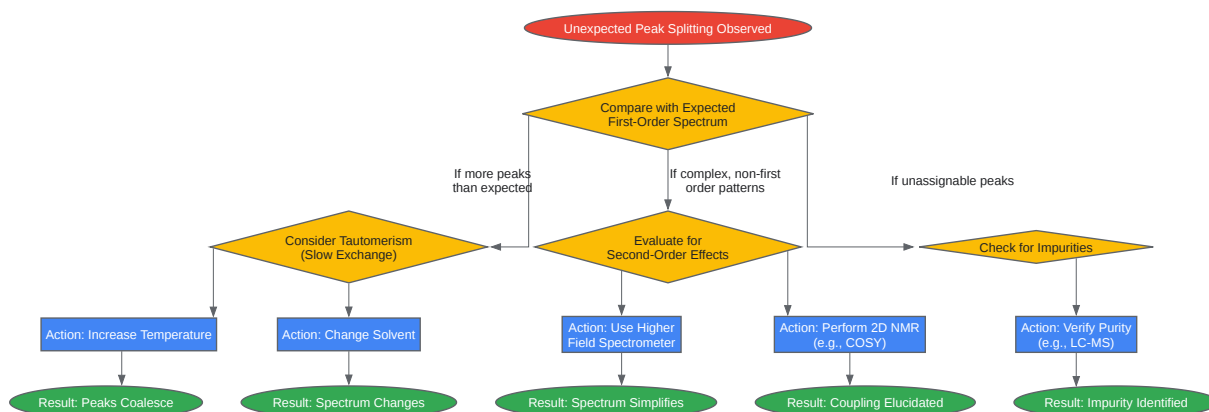 Unexpected Peak Splitting Observed
Compare with Expected
First-Order Spectrum
If more peaks
than expected
If complex, non-first
order patterns
If unassignable peaks
Consider Tautomerism
(Slow Exchange)
Evaluate for
Second-Order Effects
Check for Impurities
Action: Increase Temperature
Action: Change Solvent
Action: Use Higher
Field Spectrometer
Action: Perform 2D NMR
(e.g., COSY)
Action: Verify Purity
(e.g., LC-MS)
Result: Peaks Coalesce
Result: Spectrum Changes
Result: Spectrum Simplifies
Result: Coupling Elucidated
Result: Impurity Identified